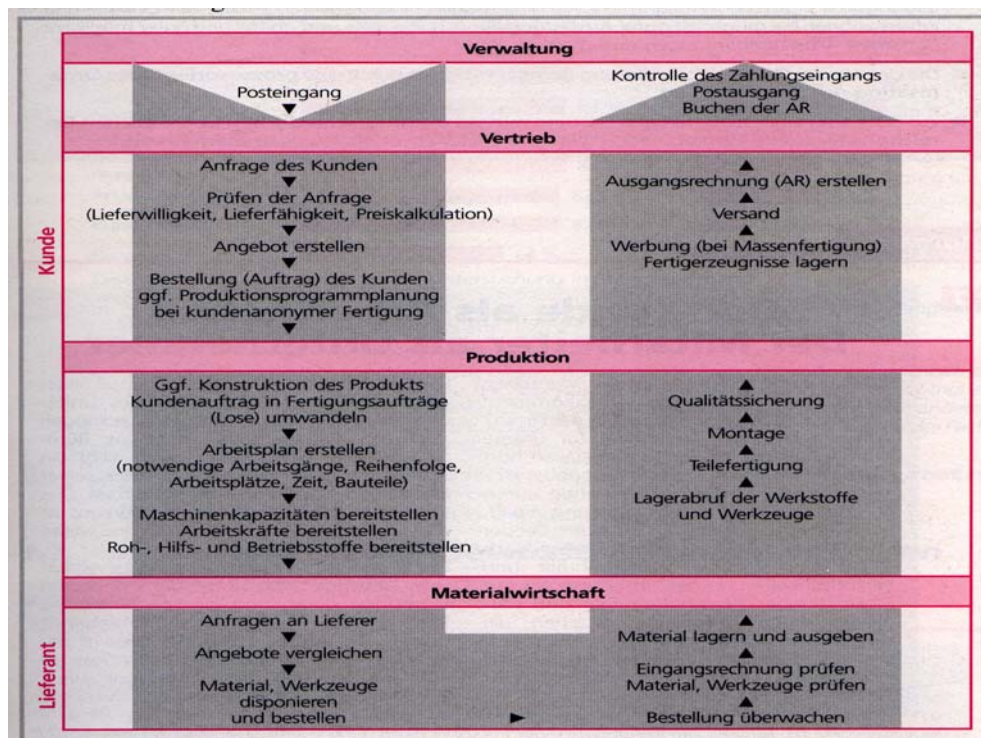 Verwaltung
Posteingang
Kontrolle des Zahlungseingangs
Postausgang
Buchen der AR
Vertrieb
Kunde
Anfrage des Kunden
Prüfen der Anfrage
(Lieferwilligkeit, Lieferfähigkeit, Preiskalkulation)
Angebot erstellen
Bestellung (Auftrag) des Kunden
ggf. Produktionsprogrammplanung
bei kundenanonymer Fertigung
Ausgangsrechnung (AR) erstellen
Versand
Werbung (bei Massenfertigung)
Fertigerzeugnisse lagern
Produktion
Ggf. Konstruktion des Produkts
Kundenauftrag in Fertigungsaufträge
(Lose) umwandeln
Arbeitsplan erstellen
(notwendige Arbeitsgänge, Reihenfolge,
Arbeitsplätze, Zeit, Bauteile)
Maschinenkapazitäten bereitstellen
Arbeitskräfte bereitstellen
Roh-, Hilfs- und Betriebsstoffe bereitstellen
Qualitätssicherung
Montage
Teilefertigung
Lagerabruf der Werkstoffe
und Werkzeuge
Materialwirtschaft
Lieferant
Anfragen an Lieferer
Angebote vergleichen
Material, Werkzeuge
disponieren
und bestellen
Material lagern und ausgeben
Eingangsrechnung prüfen
Material, Werkzeuge prüfen
Bestellung überwachen